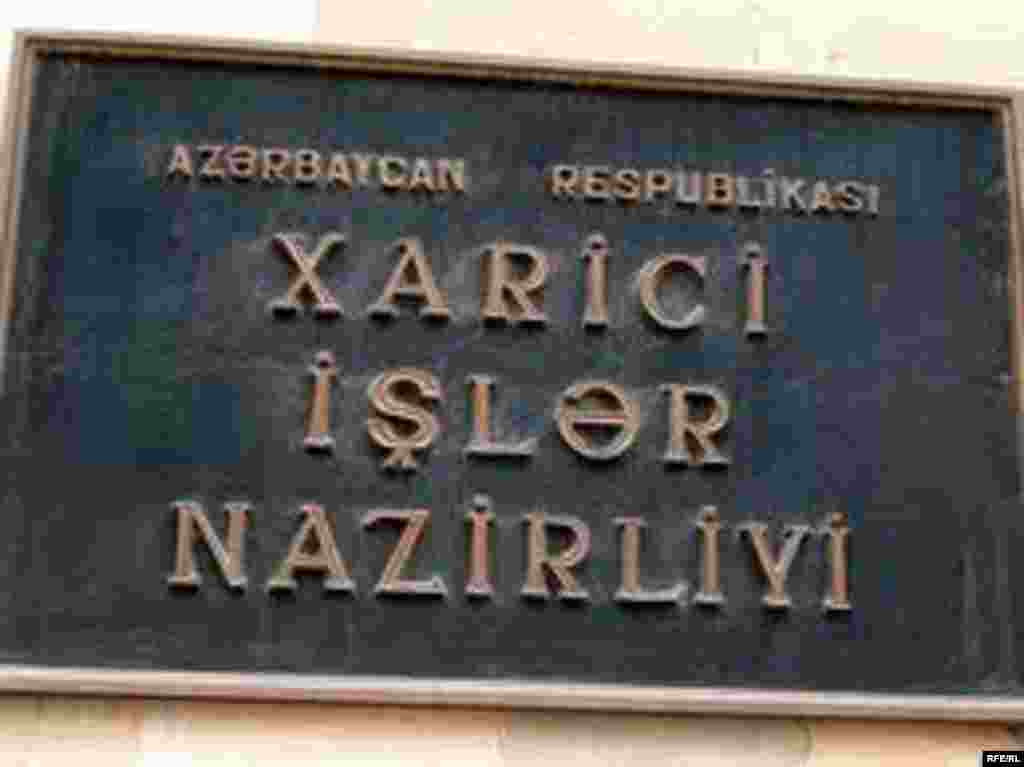 AZƏRBAYCAN RESPUBLİKASI
XARİCİ
İŞLƏR
NAZİRLİYİ
RFE/RL